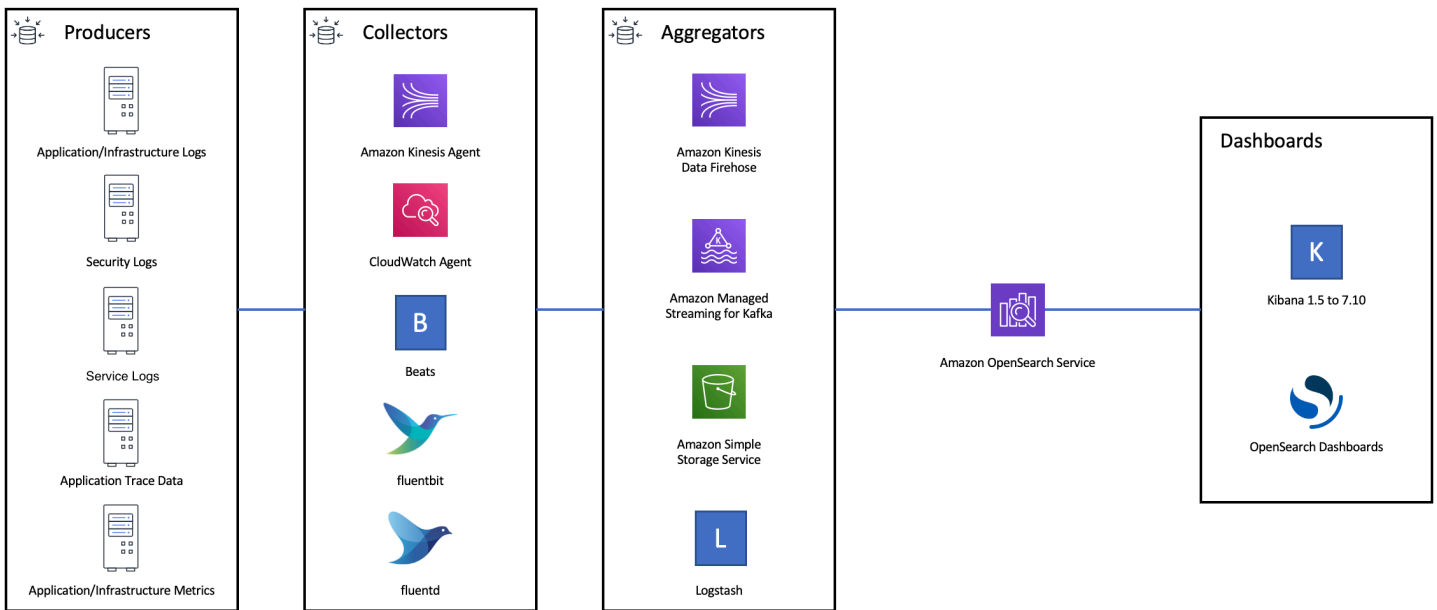 Producers
Application/Infrastructure Logs
Security Logs
Service Logs
Application Trace Data
Application/Infrastructure Metrics
Collectors
Amazon Kinesis Agent
CloudWatch Agent
B
Beats
fluentbit
fluentd
Aggregators
Amazon Kinesis
Data Firehose
K
Amazon Managed
Streaming for Kafka
Amazon Simple
Storage Service
L
Logstash
Amazon OpenSearch Service
Dashboards
K
Kibana 1.5 to 7.10
OpenSearch Dashboards